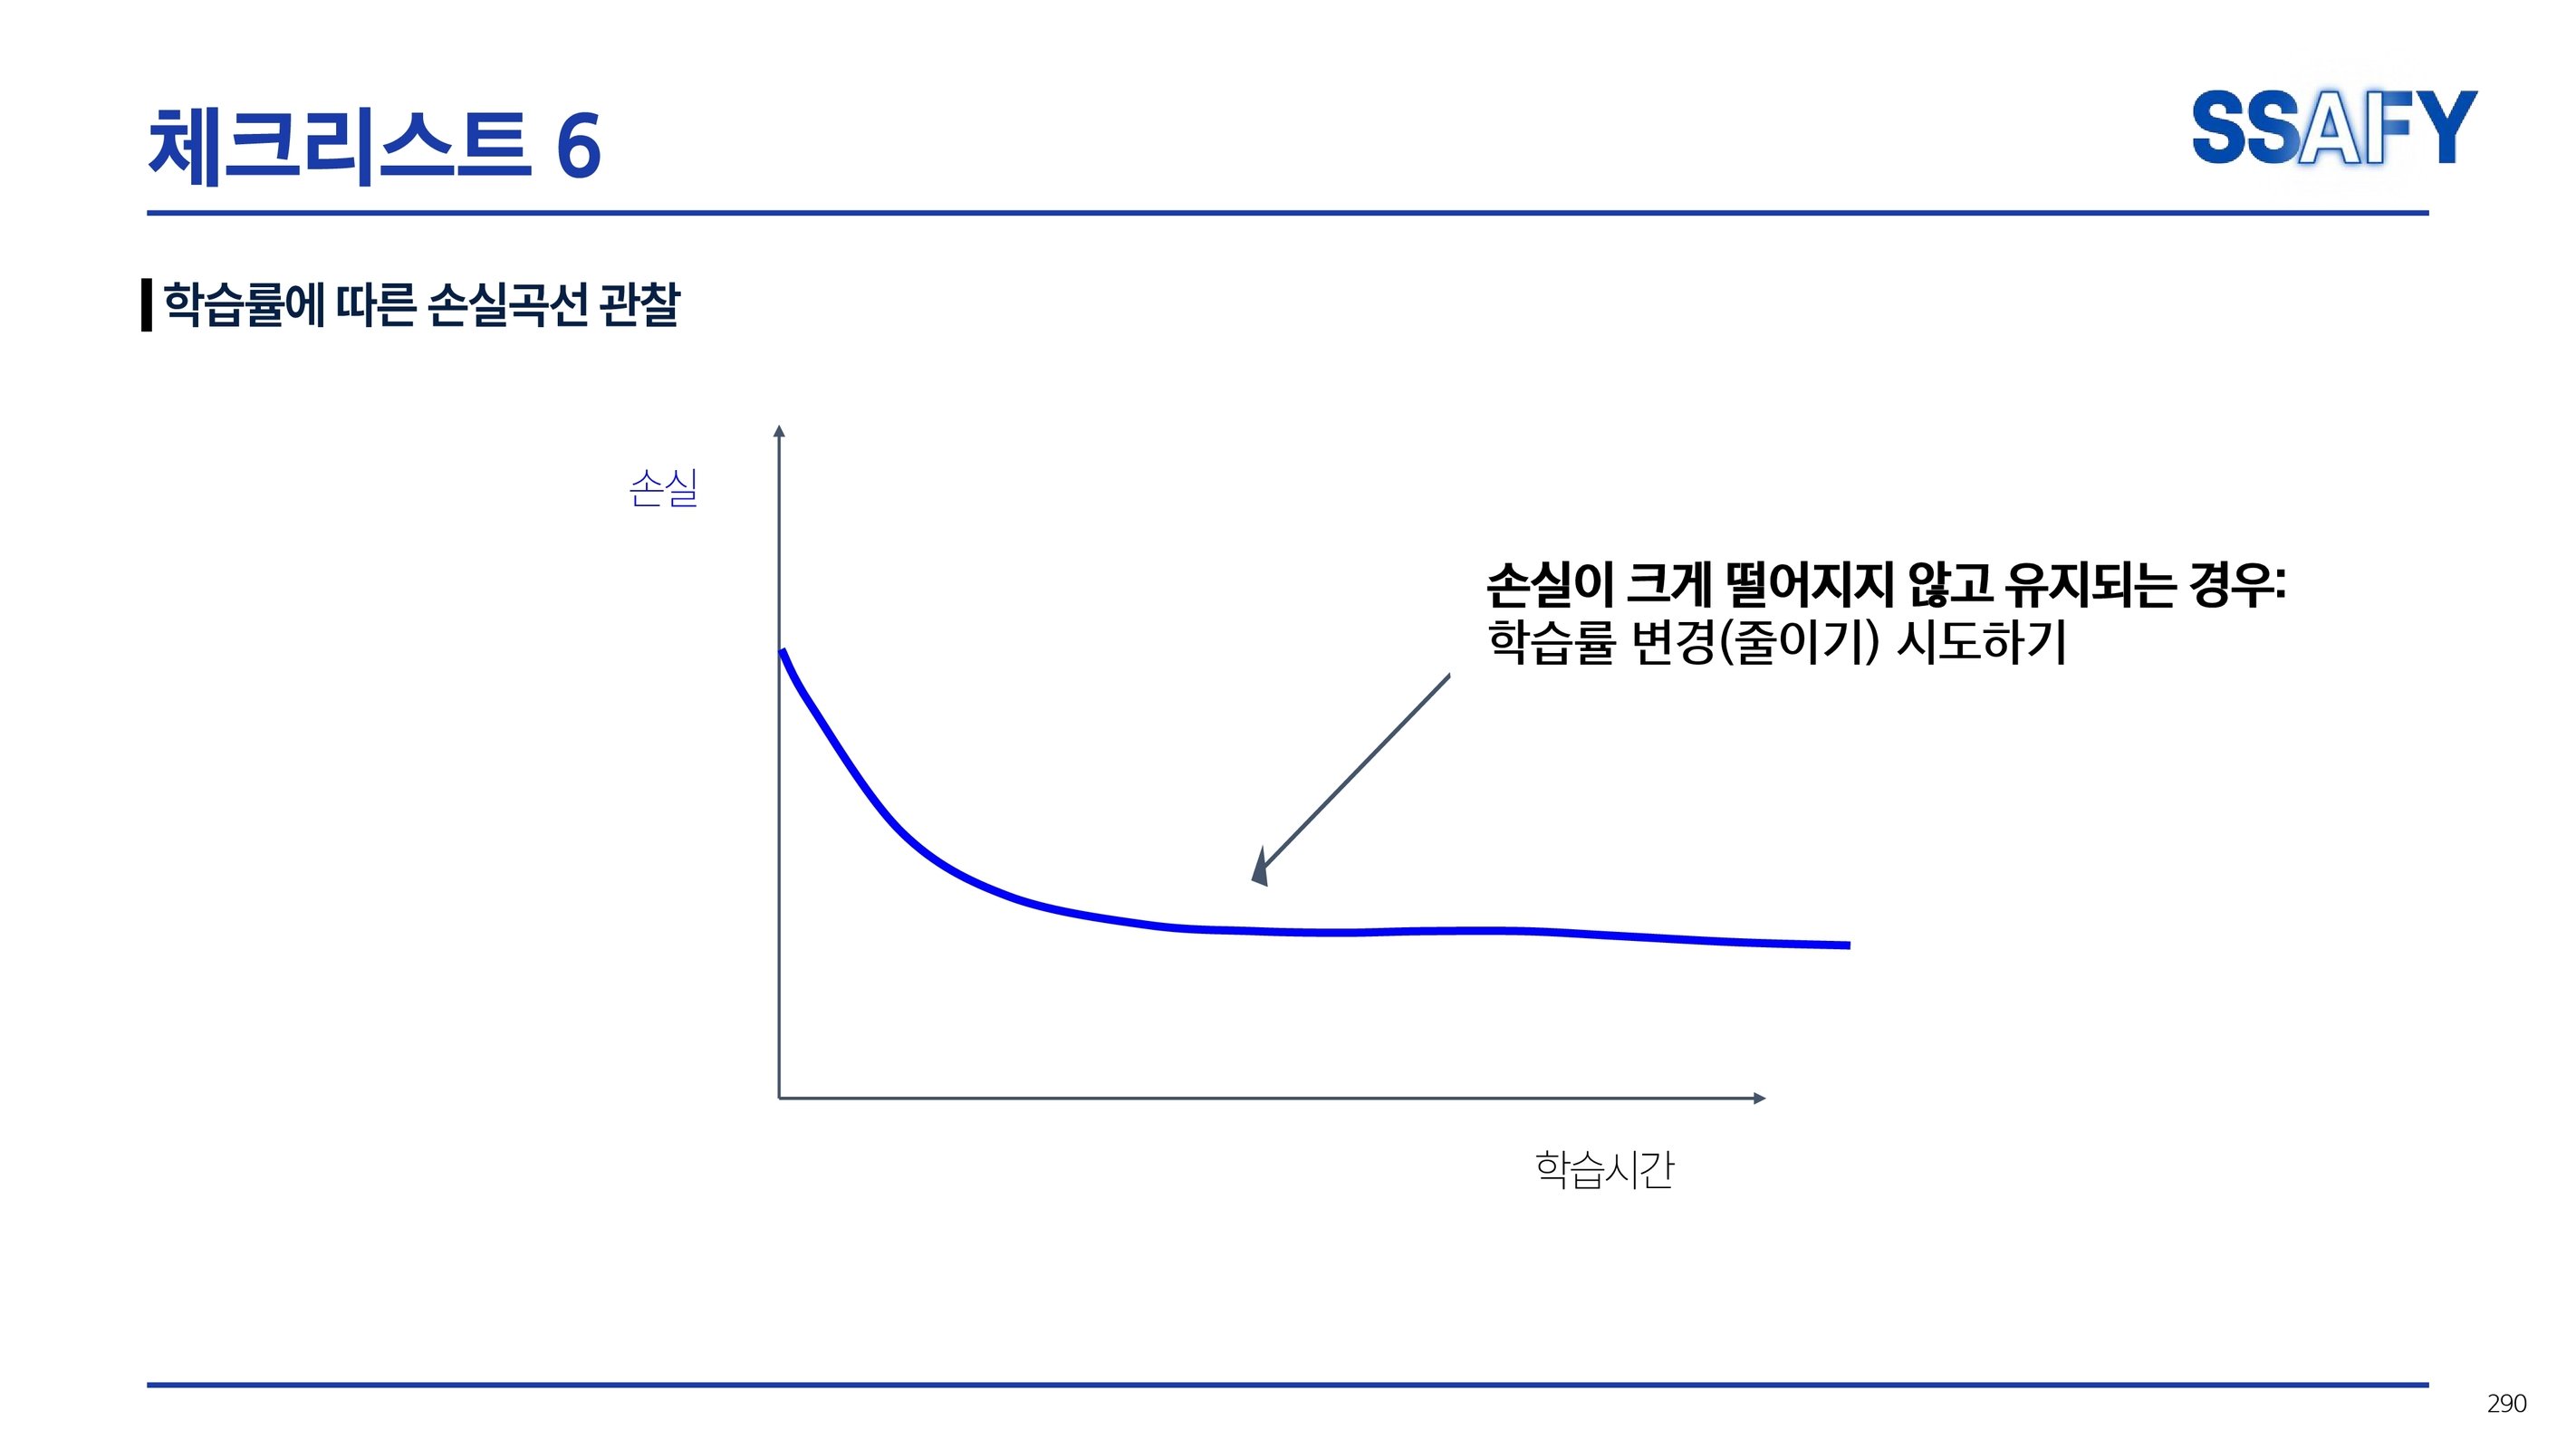 체크리스트 6
SSAFY
학습률에 따른 손실곡선 관찰
손실
손실이 크게 떨어지지 않고 유지되는 경우:
학습률 변경(줄이기) 시도하기
학습시간
290